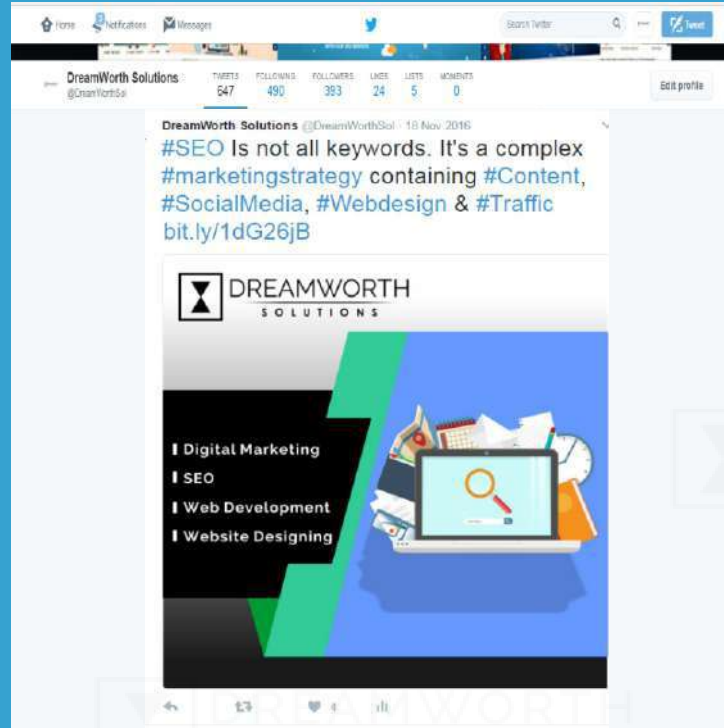 Home Notifications Messages Search Twitter Tweet
DreamWorth Solutions
@DreamWorthSol
TWEETS FOLLOWING FOLLOWERS LIKES LISTS MOMENTS
647 490 393 24 5 0
Edit profile
DreamWorth Solutions @DreamWorthSol · 18 Nov 2016
#SEO Is not all keywords. It's a complex
#marketingstrategy containing #Content,
#SocialMedia, #Webdesign & #Traffic
bit.ly/1dG26jB
DREAMWORTH
SOLUTIONS
Digital Marketing
SEO
Web Development
Website Designing
4
DREAMWORTH